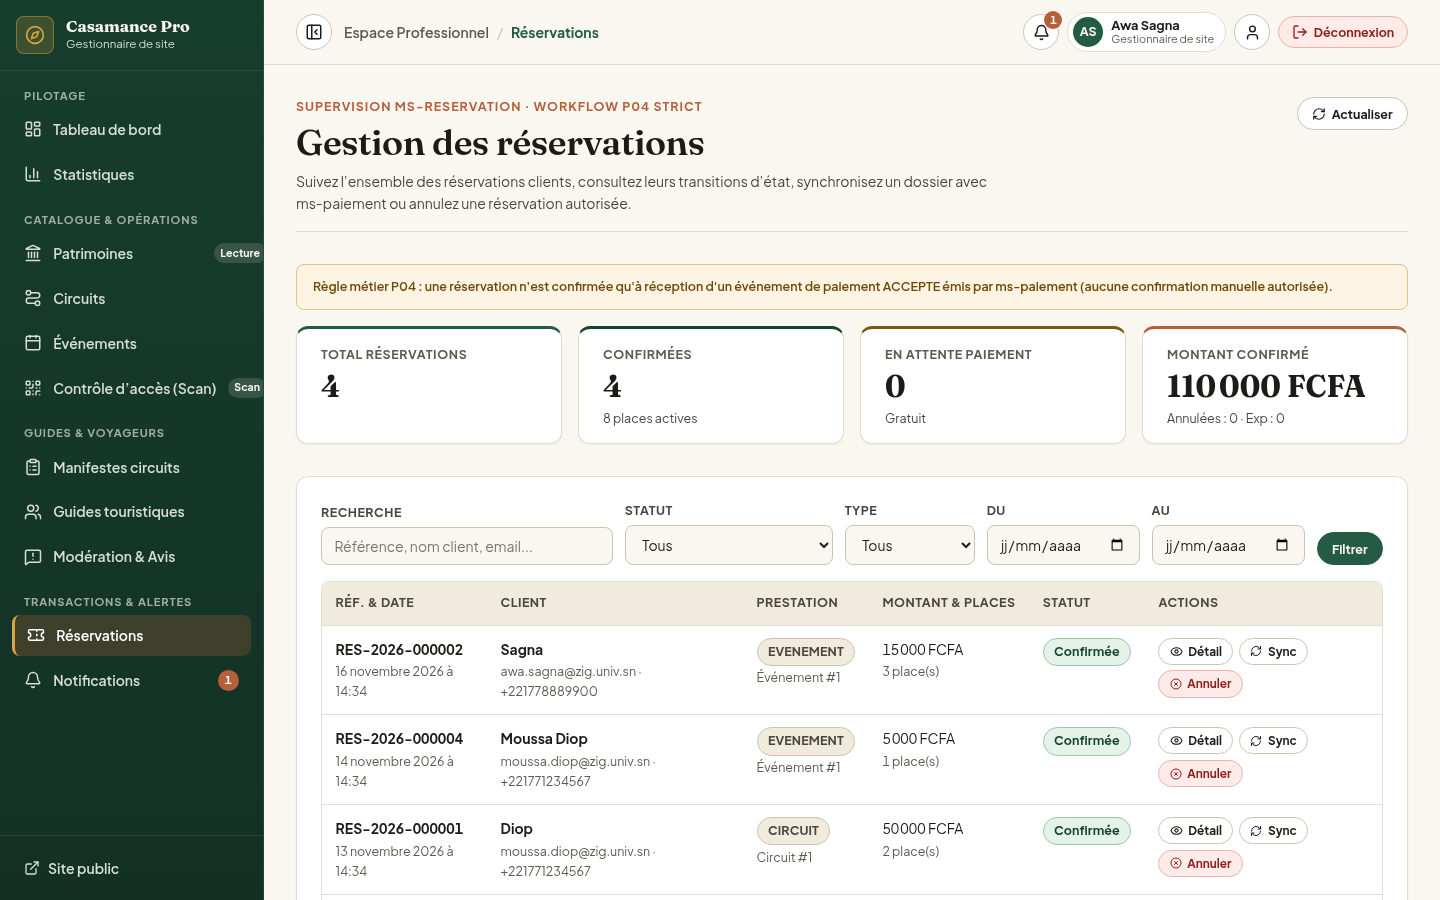 Casamance Pro
Gestionnaire de site
PILOTAGE
Tableau de bord
Statistiques
CATALOGUE & OPÉRATIONS
Patrimoines
Lecture
Circuits
Événements
Contrôle d'accès (Scan)
Scan
GUIDES & VOYAGEURS
Manifestes circuits
Guides touristiques
Modération & Avis
TRANSACTIONS & ALERTES
Réservations
Notifications
1
Site public
Espace Professionnel / Réservations
1
AS
Awa Sagna
Gestionnaire de site
Déconnexion
SUPERVISION MS-RESERVATION · WORKFLOW P04 STRICT
Gestion des réservations
Suivez l'ensemble des réservations clients, consultez leurs transitions d'état, synchronisez un dossier avec
ms-paiement ou annulez une réservation autorisée.
Actualiser
Règle métier P04 : une réservation n'est confirmée qu'à réception d'un événement de paiement ACCEPTE émis par ms-paiement (aucune confirmation manuelle autorisée).
TOTAL RÉSERVATIONS
4
CONFIRMÉES
4
8 places actives
EN ATTENTE PAIEMENT
0
Gratuit
MONTANT CONFIRMÉ
110 000 FCFA
Annulées : 0 · Exp : 0
RECHERCHE
Référence, nom client, email...
STATUT
Tous
TYPE
Tous
DU
jj/mm/aaaa
AU
jj/mm/aaaa
Filtrer
RÉF. & DATE CLIENT PRESTATION MONTANT & PLACES STATUT ACTIONS
RES-2026-000002
16 novembre 2026 à
14:34
Sagna
awa.sagna@zig.univ.sn ·
+221778889900
EVENEMENT
Événement #1
15 000 FCFA
3 place(s)
Confirmée
Détail
Sync
Annuler
RES-2026-000004
14 novembre 2026 à
14:34
Moussa Diop
moussa.diop@zig.univ.sn ·
+221771234567
EVENEMENT
Événement #1
5 000 FCFA
1 place(s)
Confirmée
Détail
Sync
Annuler
RES-2026-000001
13 novembre 2026 à
14:34
Diop
moussa.diop@zig.univ.sn ·
+221771234567
CIRCUIT
Circuit #1
50 000 FCFA
2 place(s)
Confirmée
Détail
Sync
Annuler